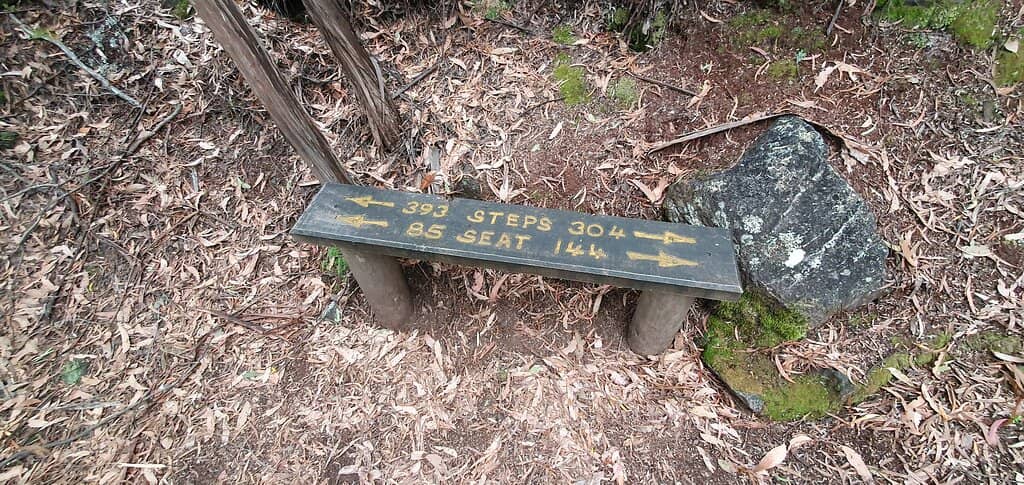 ← 393 STEPS 304 →
← 85 SEAT 144 →